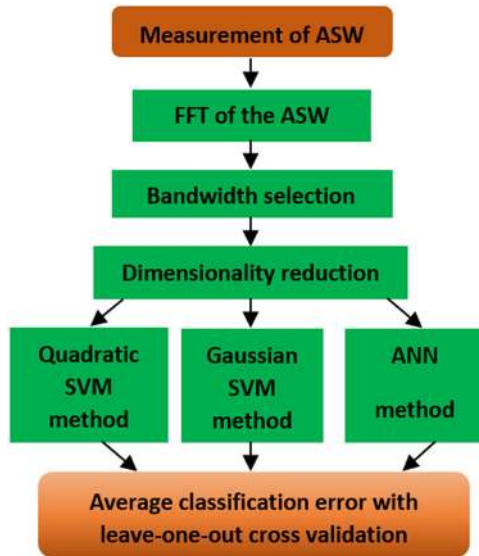 Measurement of ASW
FFT of the ASW
Bandwidth selection
Dimensionality reduction
Quadratic
SVM
method
Gaussian
SVM
method
ANN
method
Average classification error with
leave-one-out cross validation